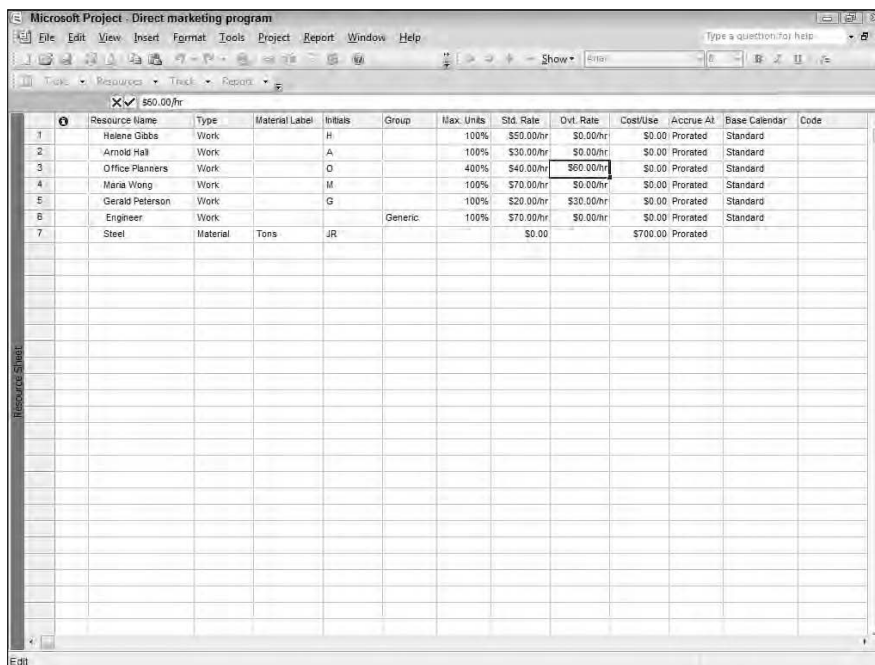 Microsoft Project - Direct marketing program
File Edit View Insert Format Tools Project Report Window Help Type a question for help
Show Arial 8 B I U
Tasks Resources Track Report
$60.00/hr
Resource Name Type Material Label Initials Group Max. Units Std. Rate Ovt. Rate Cost/Use Accrue At Base Calendar Code
1 Helene Gibbs Work H 100% $50.00/hr $0.00/hr $0.00 Prorated Standard
2 Arnold Hall Work A 100% $30.00/hr $0.00/hr $0.00 Prorated Standard
3 Office Planners Work O 400% $40.00/hr $60.00/hr $0.00 Prorated Standard
4 Maria Wong Work M 100% $70.00/hr $0.00/hr $0.00 Prorated Standard
5 Gerald Peterson Work G 100% $20.00/hr $30.00/hr $0.00 Prorated Standard
6 Engineer Work Generic 100% $70.00/hr $0.00/hr $0.00 Prorated Standard
7 Steel Material Tons JR $0.00 $700.00 Prorated
Resource Sheet
Edit